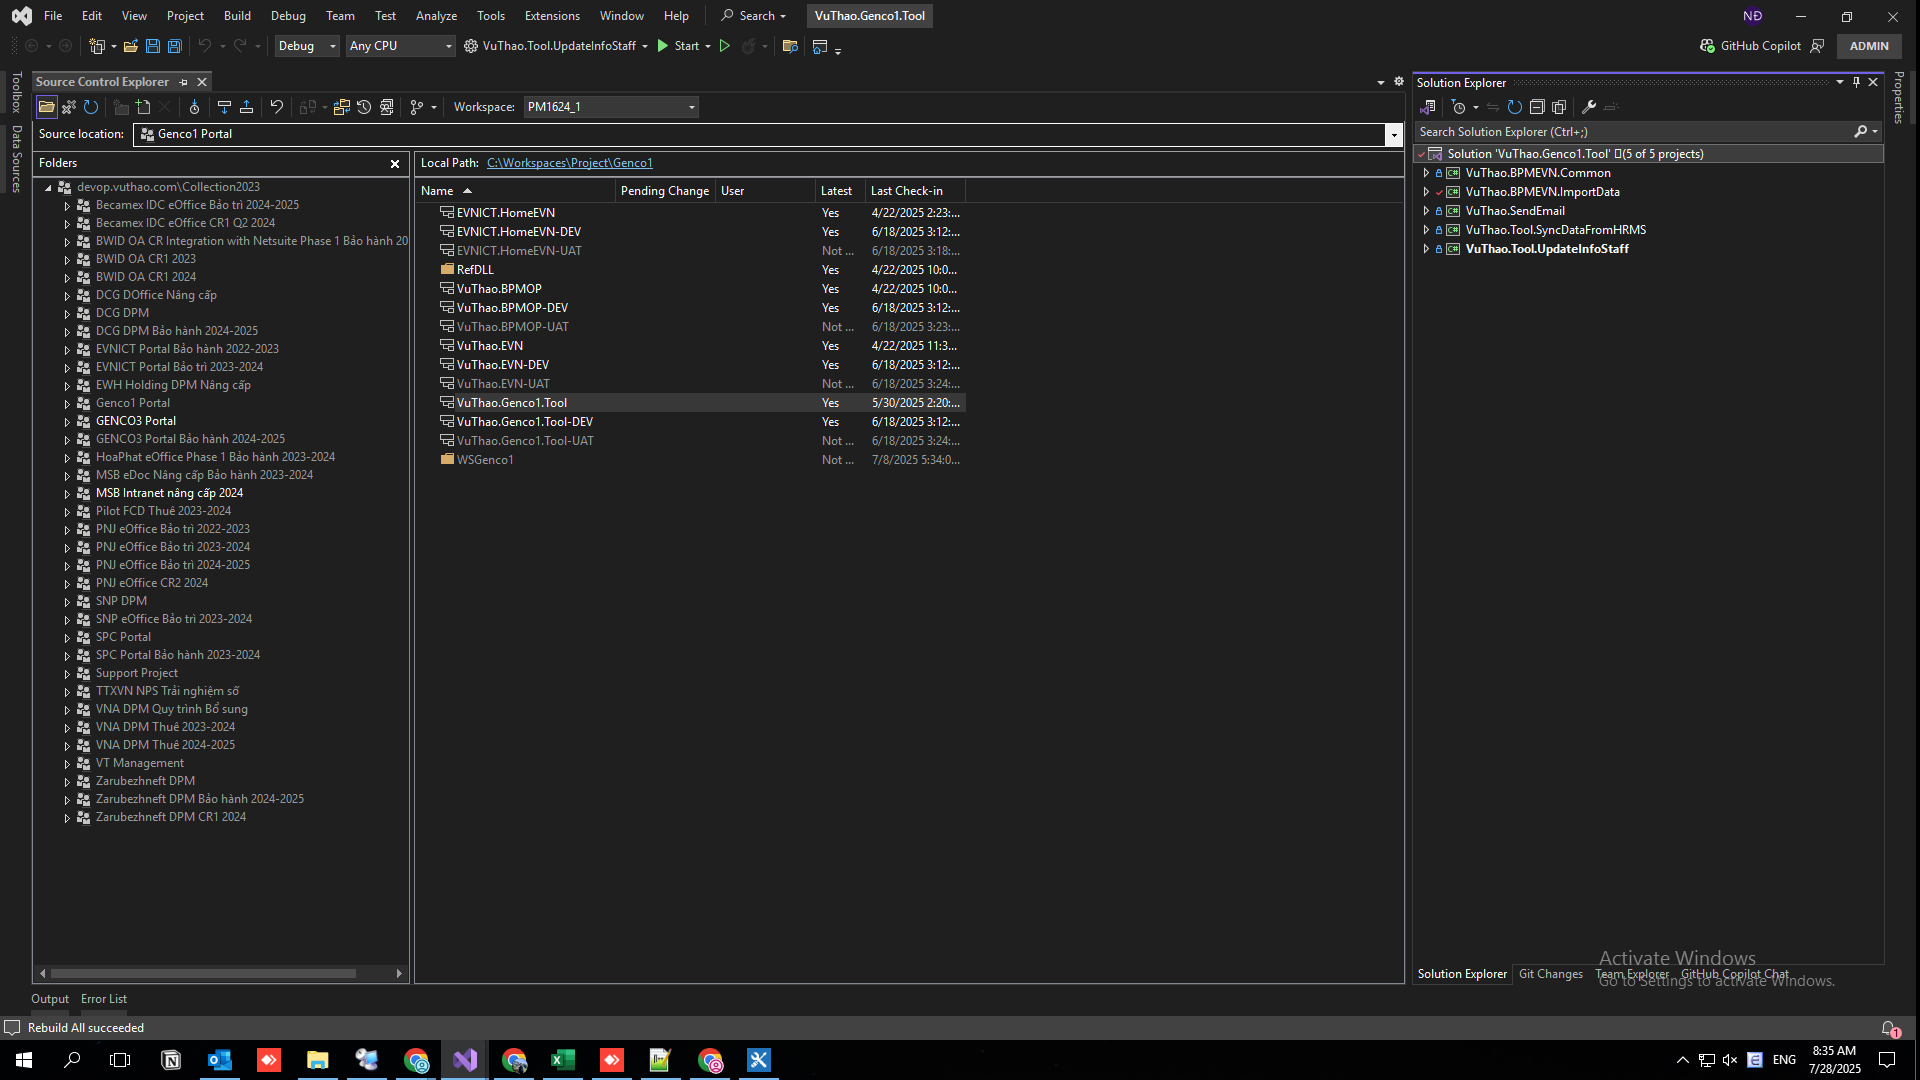 File Edit View Project Build Debug Team Test Analyze Tools Extensions Window Help Search VuThao.Genco1.Tool NĐ
Debug Any CPU VuThao.Tool.UpdateInfoStaff Start GitHub Copilot ADMIN
Toolbox
Data Sources
Source Control Explorer
Workspace: PM1624_1
Source location: Genco1 Portal
Folders
devop.vuthao.com\Collection2023
Becamex IDC eOffice Bảo trì 2024-2025
Becamex IDC eOffice CR1 Q2 2024
BWID OA CR Integration with Netsuite Phase 1 Bảo hành 20
BWID OA CR1 2023
BWID OA CR1 2024
DCG DOffice Nâng cấp
DCG DPM
DCG DPM Bảo hành 2024-2025
EVNICT Portal Bảo hành 2022-2023
EVNICT Portal Bảo trì 2023-2024
EWH Holding DPM Nâng cấp
Genco1 Portal
GENCO3 Portal
GENCO3 Portal Bảo hành 2024-2025
HoaPhat eOffice Phase 1 Bảo hành 2023-2024
MSB eDoc Nâng cấp Bảo hành 2023-2024
MSB Intranet nâng cấp 2024
Pilot FCD Thuê 2023-2024
PNJ eOffice Bảo trì 2022-2023
PNJ eOffice Bảo trì 2023-2024
PNJ eOffice Bảo trì 2024-2025
PNJ eOffice CR2 2024
SNP DPM
SNP eOffice Bảo trì 2023-2024
SPC Portal
SPC Portal Bảo hành 2023-2024
Support Project
TTXVN NPS Trải nghiệm số
VNA DPM Quy trình Bổ sung
VNA DPM Thuê 2023-2024
VNA DPM Thuê 2024-2025
VT Management
Zarubezhneft DPM
Zarubezhneft DPM Bảo hành 2024-2025
Zarubezhneft DPM CR1 2024
Local Path: C:\Workspaces\Project\Genco1
Name Pending Change User Latest Last Check-in
EVNICT.HomeEVN Yes 4/22/2025 2:23:...
EVNICT.HomeEVN-DEV Yes 6/18/2025 3:12:...
EVNICT.HomeEVN-UAT Not ... 6/18/2025 3:18:...
RefDLL Yes 4/22/2025 10:0...
VuThao.BPMOP Yes 4/22/2025 10:0...
VuThao.BPMOP-DEV Yes 6/18/2025 3:12:...
VuThao.BPMOP-UAT Not ... 6/18/2025 3:23:...
VuThao.EVN Yes 4/22/2025 11:3...
VuThao.EVN-DEV Yes 6/18/2025 3:12:...
VuThao.EVN-UAT Not ... 6/18/2025 3:24:...
VuThao.Genco1.Tool Yes 5/30/2025 2:20:...
VuThao.Genco1.Tool-DEV Yes 6/18/2025 3:12:...
VuThao.Genco1.Tool-UAT Not ... 6/18/2025 3:24:...
WSGenco1 Not ... 7/8/2025 5:34:0...
Solution Explorer
Search Solution Explorer (Ctrl+;)
Solution 'VuThao.Genco1.Tool' (5 of 5 projects)
VuThao.BPMEVN.Common
VuThao.BPMEVN.ImportData
VuThao.SendEmail
VuThao.Tool.SyncDataFromHRMS
VuThao.Tool.UpdateInfoStaff
Properties
Activate Windows
Go to Settings to activate Windows.
Solution Explorer Git Changes Team Explorer GitHub Copilot Chat
Output Error List
Rebuild All succeeded
1
ENG
8:35 AM
7/28/2025